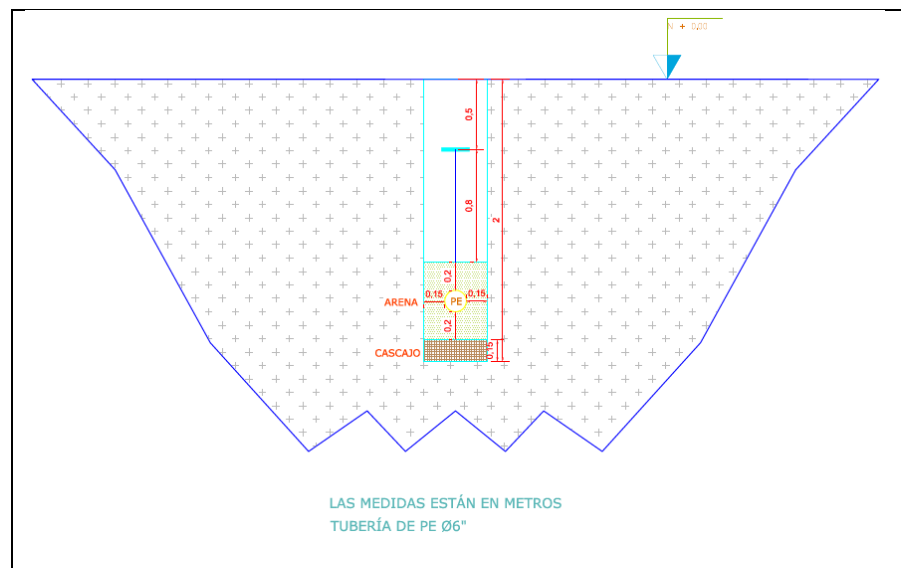 N + 0,00
0,5
0,8
2
0,2
0,15
0,15
ARENA
PE
0,2
CASCAJO
0,15
LAS MEDIDAS ESTÁN EN METROS
TUBERÍA DE PE Ø6"